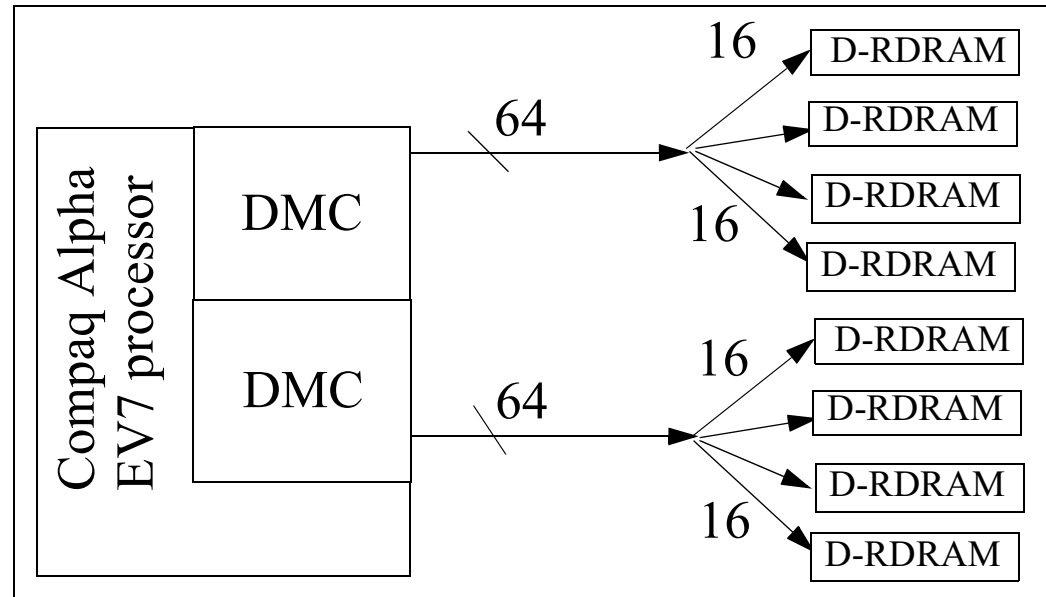 Compaq Alpha
EV7 processor
DMC
DMC
64
16
16
D-RDRAM
D-RDRAM
D-RDRAM
D-RDRAM
64
16
16
D-RDRAM
D-RDRAM
D-RDRAM
D-RDRAM